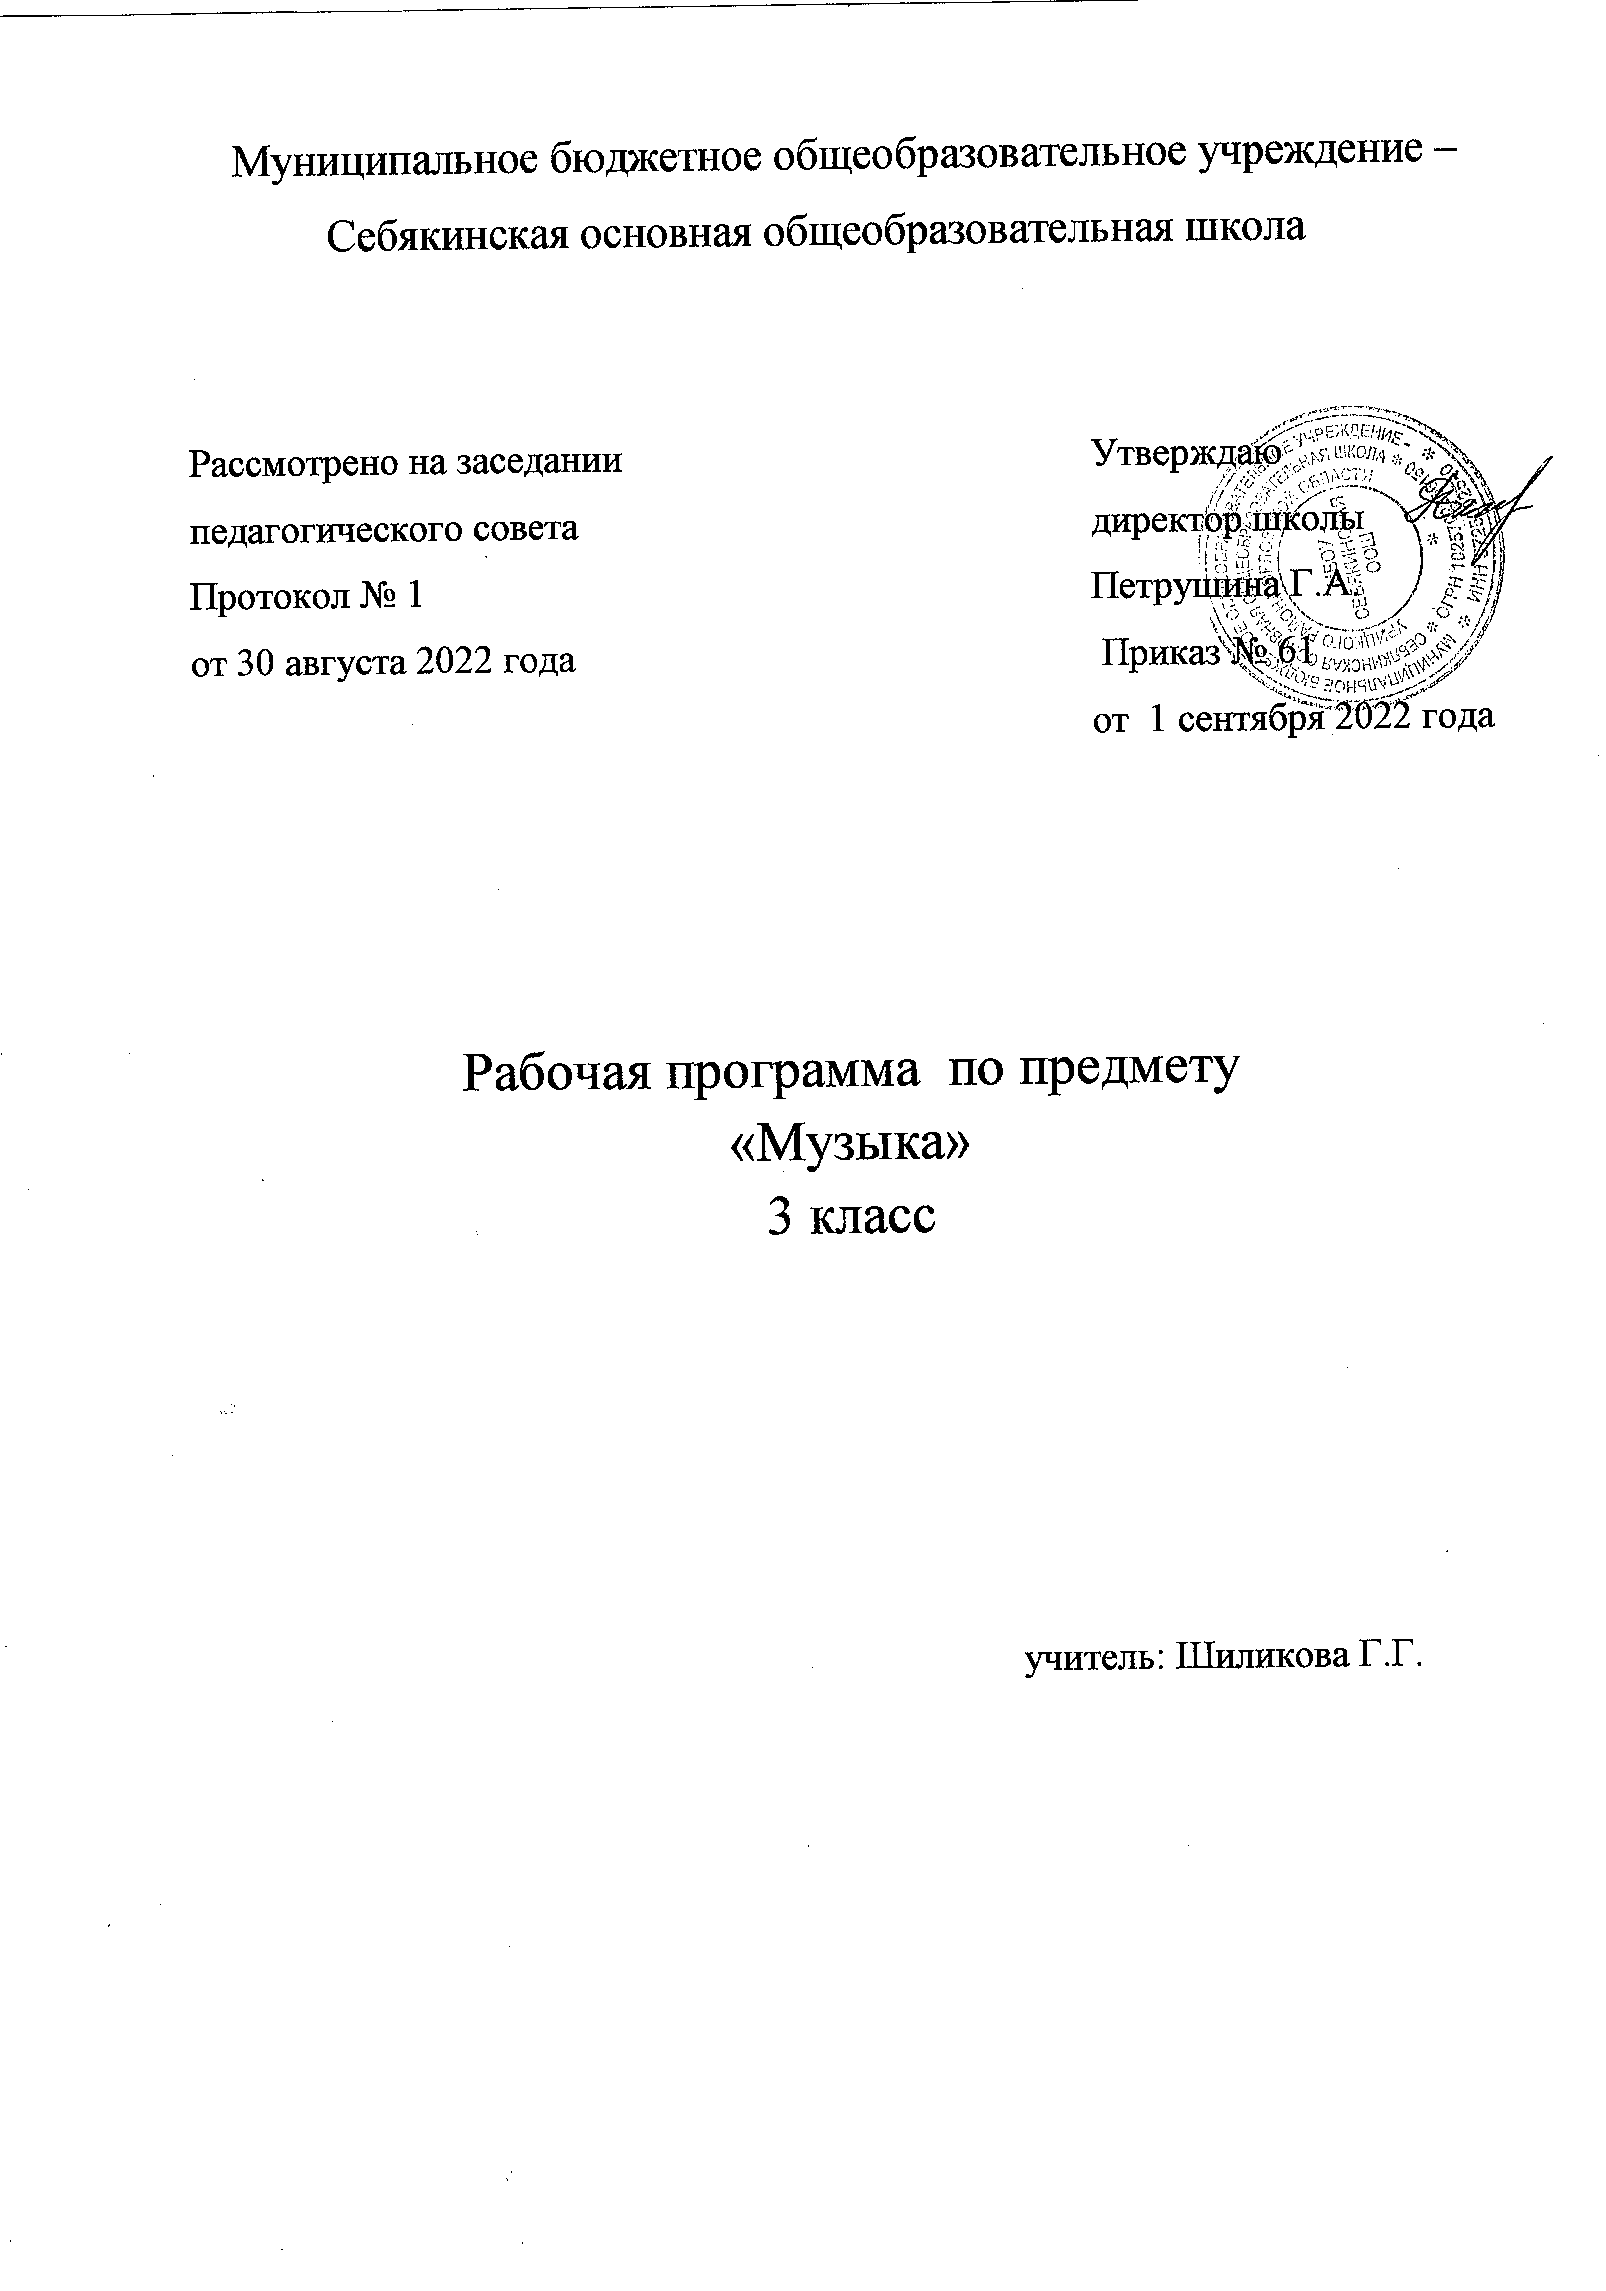 Муниципальное бюджетное общеобразовательное учреждение –
Себякинская основная общеобразовательная школа
Рассмотрено на заседании
педагогического совета
Протокол № 1
от 30 августа 2022 года
Утверждаю
директор школы
Петрушина Г.А.
Приказ № 61
от 1 сентября 2022 года
Рабочая программа по предмету
«Музыка»
3 класс
учитель: Шиликова Г.Г.